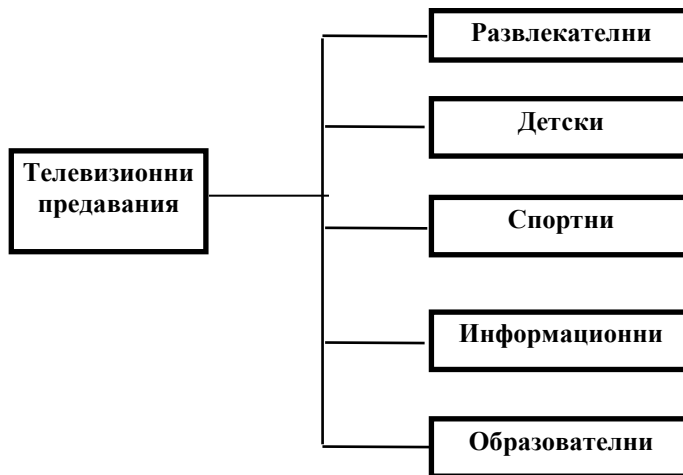 Развлекателни
Детски
Телевизионни
предавания
Спортни
Информационни
Образователни